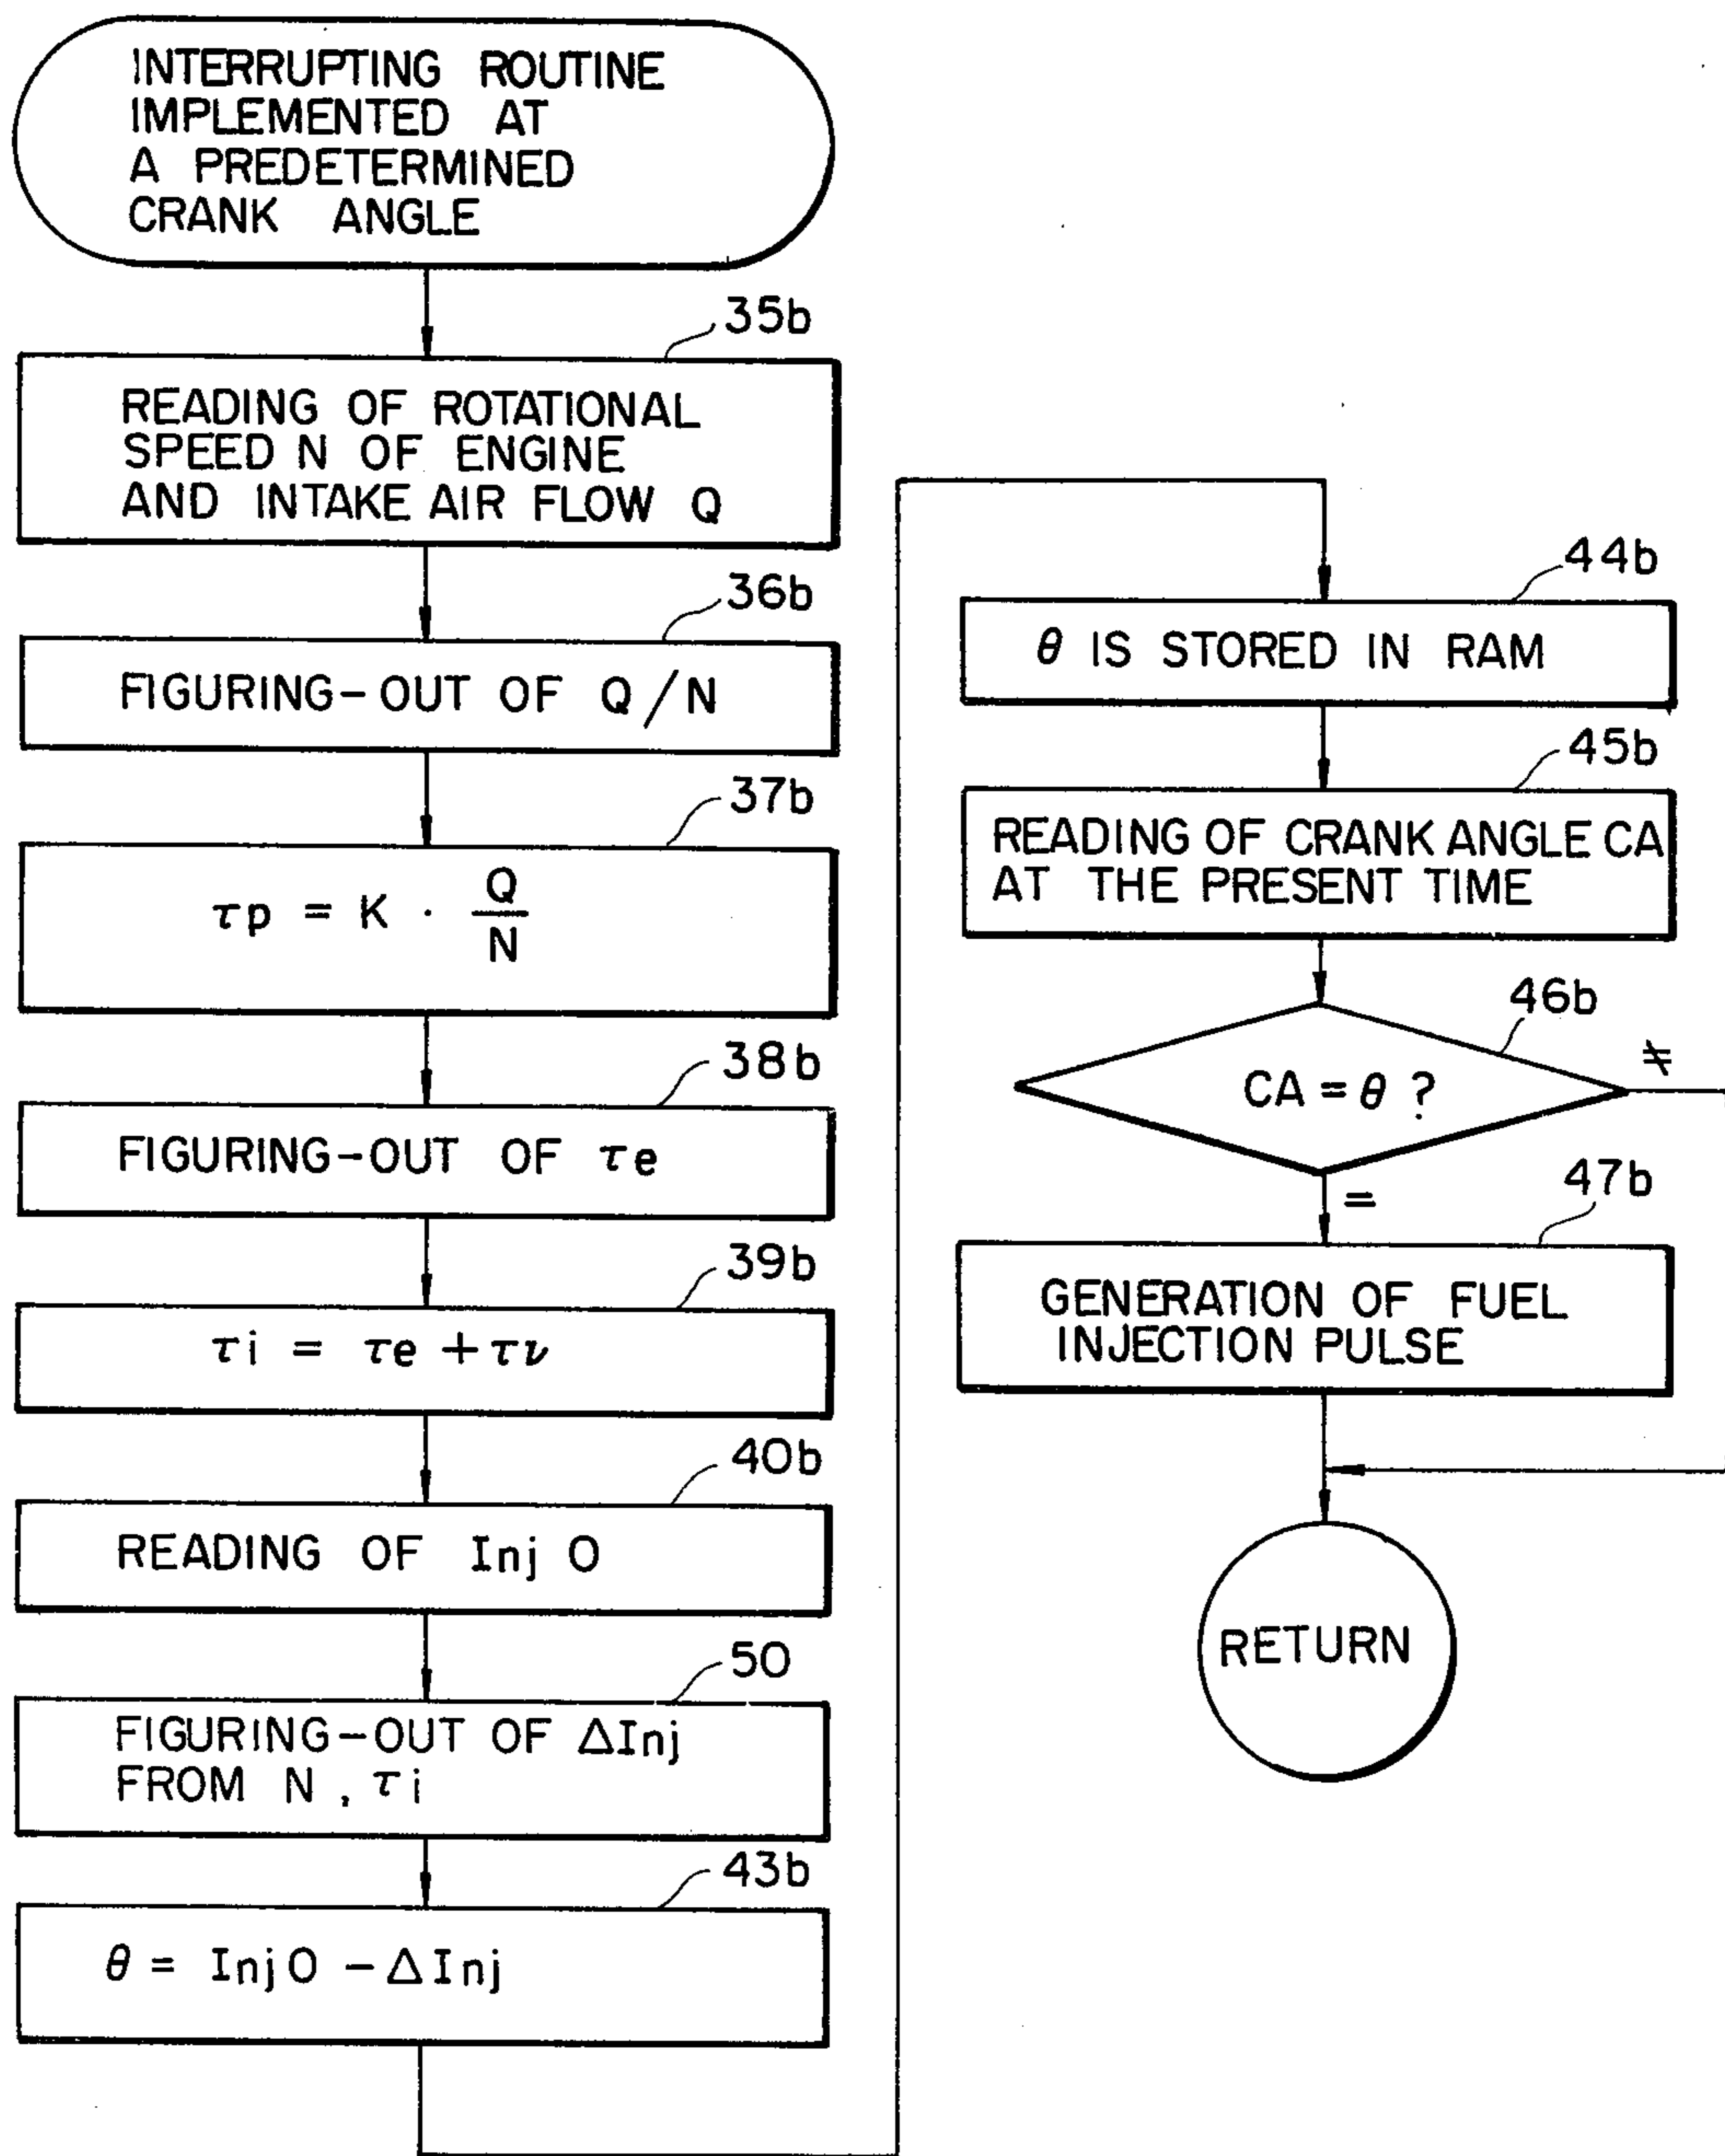 INTERRUPTING ROUTINE
IMPLEMENTED AT
A PREDETERMINED
CRANK ANGLE
35b
READING OF ROTATIONAL
SPEED N OF ENGINE
AND INTAKE AIR FLOW Q
36b
FIGURING-OUT OF Q/N
37b
τp = K · Q/N
38b
FIGURING-OUT OF τe
39b
τi = τe + τν
40b
READING OF Inj O
50
FIGURING-OUT OF ΔInj
FROM N, τi
43b
θ = Inj O - ΔInj
44b
θ IS STORED IN RAM
45b
READING OF CRANK ANGLE CA
AT THE PRESENT TIME
46b
CA = θ ?
≠
=
47b
GENERATION OF FUEL
INJECTION PULSE
RETURN